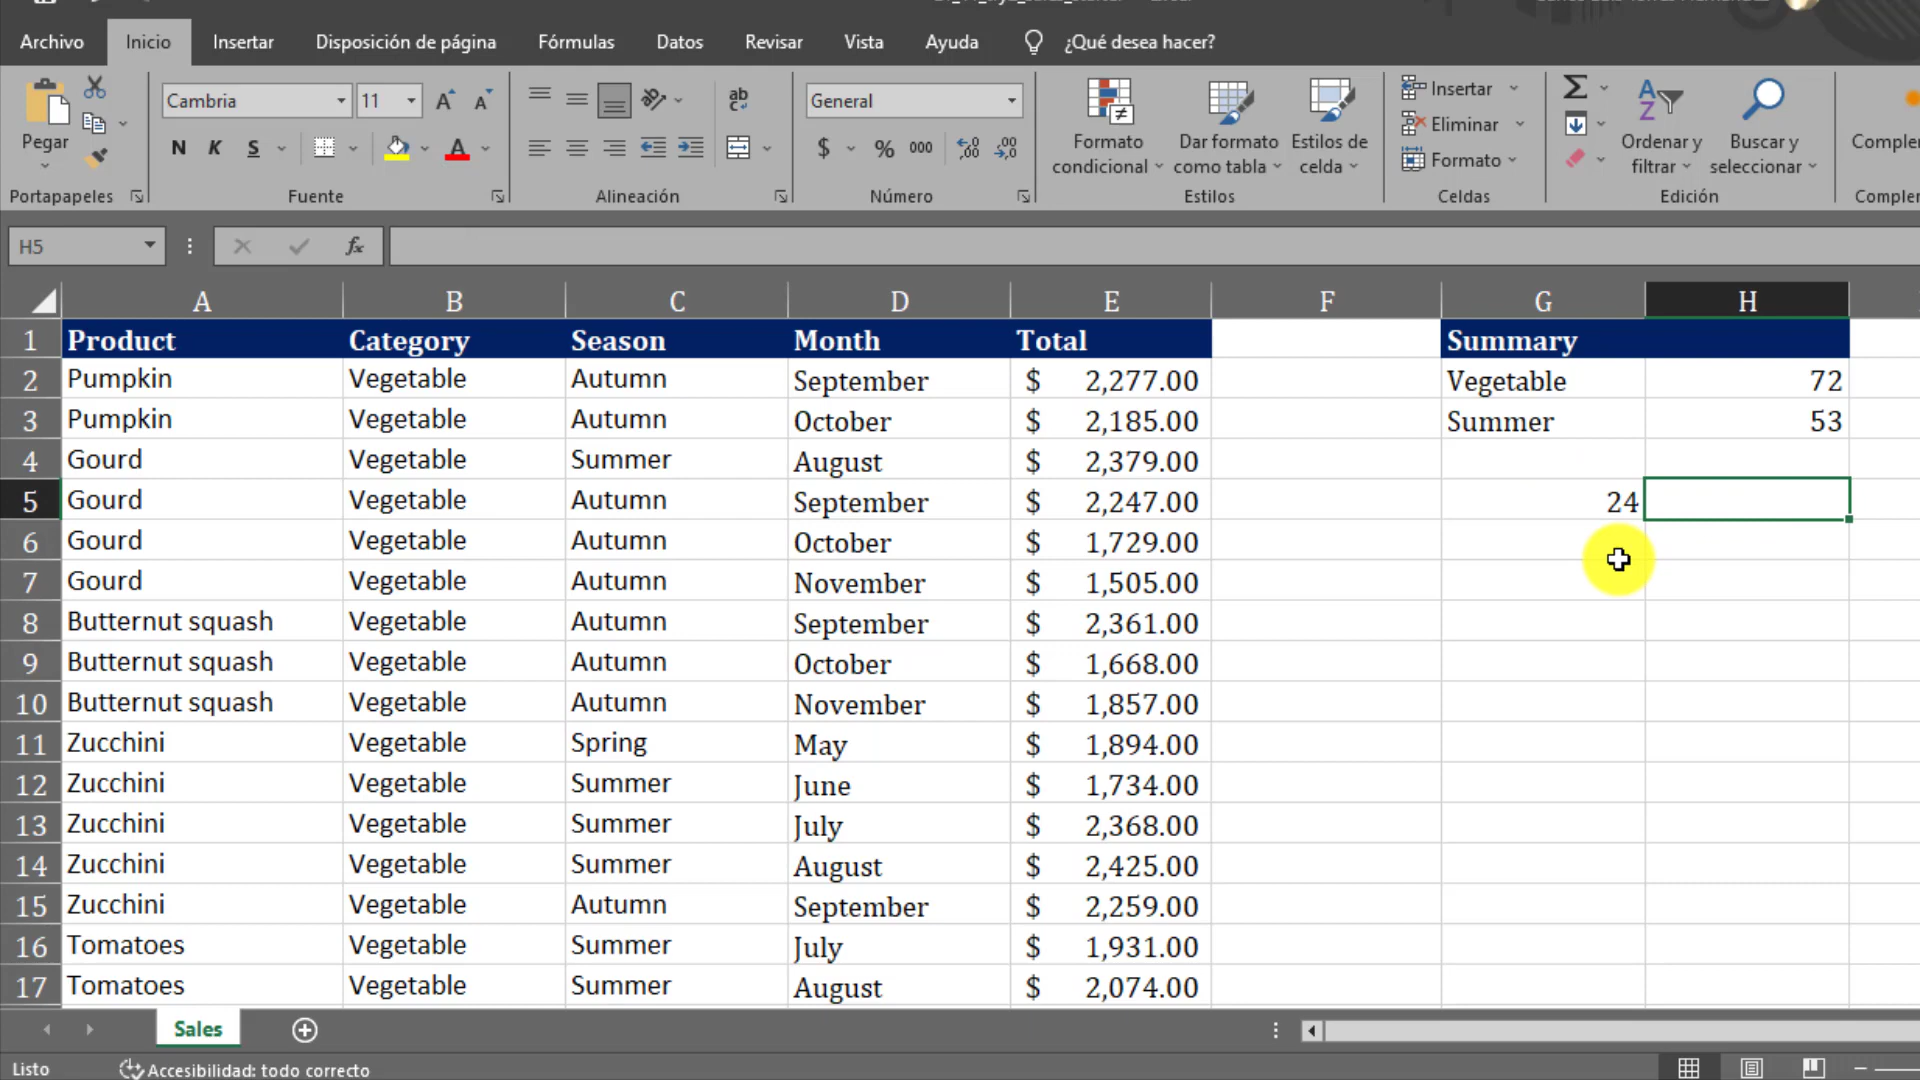 Archivo Inicio Insertar Disposición de página Fórmulas Datos Revisar Vista Ayuda ¿Qué desea hacer?
Pegar
Portapapeles
Cambria 11
N K S
Fuente
ab
Alineación
General
$ % 000
Número
Formato condicional
Dar formato como tabla
Estilos de celda
Estilos
Insertar
Eliminar
Formato
Celdas
Ordenar y filtrar
Buscar y seleccionar
Edición
H5 fx
A B C D E F G H
1 Product Category Season Month Total Summary
2 Pumpkin Vegetable Autumn September $ 2,277.00 Vegetable 72
3 Pumpkin Vegetable Autumn October $ 2,185.00 Summer 53
4 Gourd Vegetable Summer August $ 2,379.00
5 Gourd Vegetable Autumn September $ 2,247.00 24
6 Gourd Vegetable Autumn October $ 1,729.00
7 Gourd Vegetable Autumn November $ 1,505.00
8 Butternut squash Vegetable Autumn September $ 2,361.00
9 Butternut squash Vegetable Autumn October $ 1,668.00
10 Butternut squash Vegetable Autumn November $ 1,857.00
11 Zucchini Vegetable Spring May $ 1,894.00
12 Zucchini Vegetable Summer June $ 1,734.00
13 Zucchini Vegetable Summer July $ 2,368.00
14 Zucchini Vegetable Summer August $ 2,425.00
15 Zucchini Vegetable Autumn September $ 2,259.00
16 Tomatoes Vegetable Summer July $ 1,931.00
17 Tomatoes Vegetable Summer August $ 2,074.00
Sales
Listo Accesibilidad: todo correcto